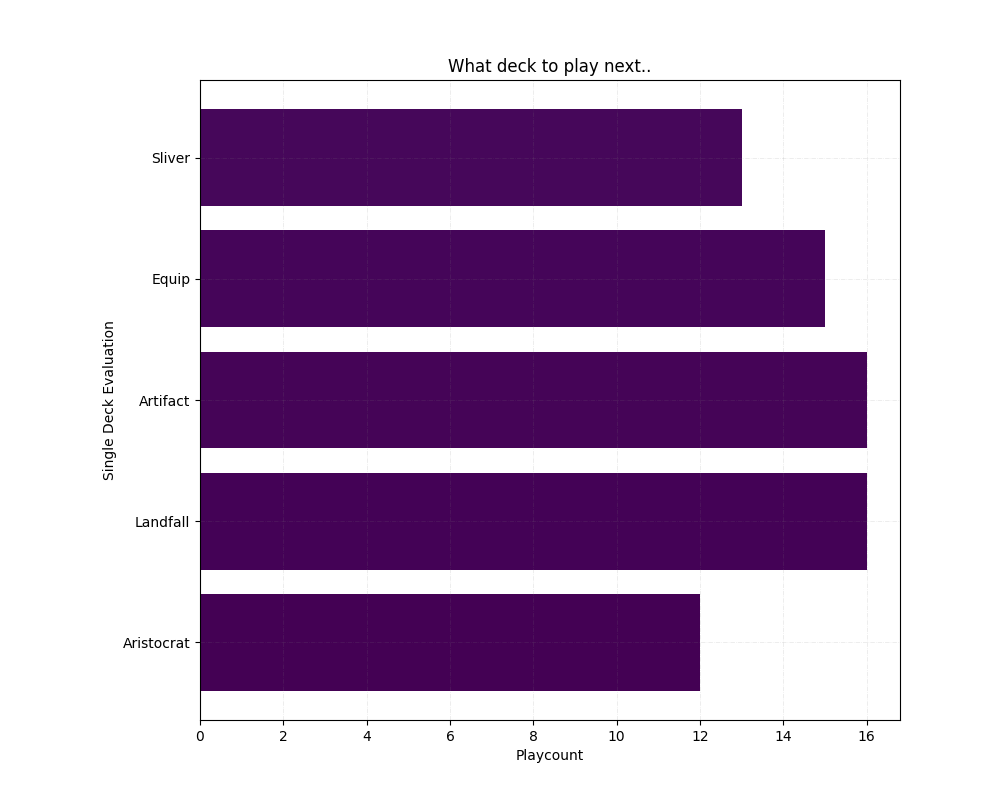 What deck to play next..
Single Deck Evaluation
Sliver
Equip
Artifact
Landfall
Aristocrat
0 2 4 6 8 10 12 14 16
Playcount